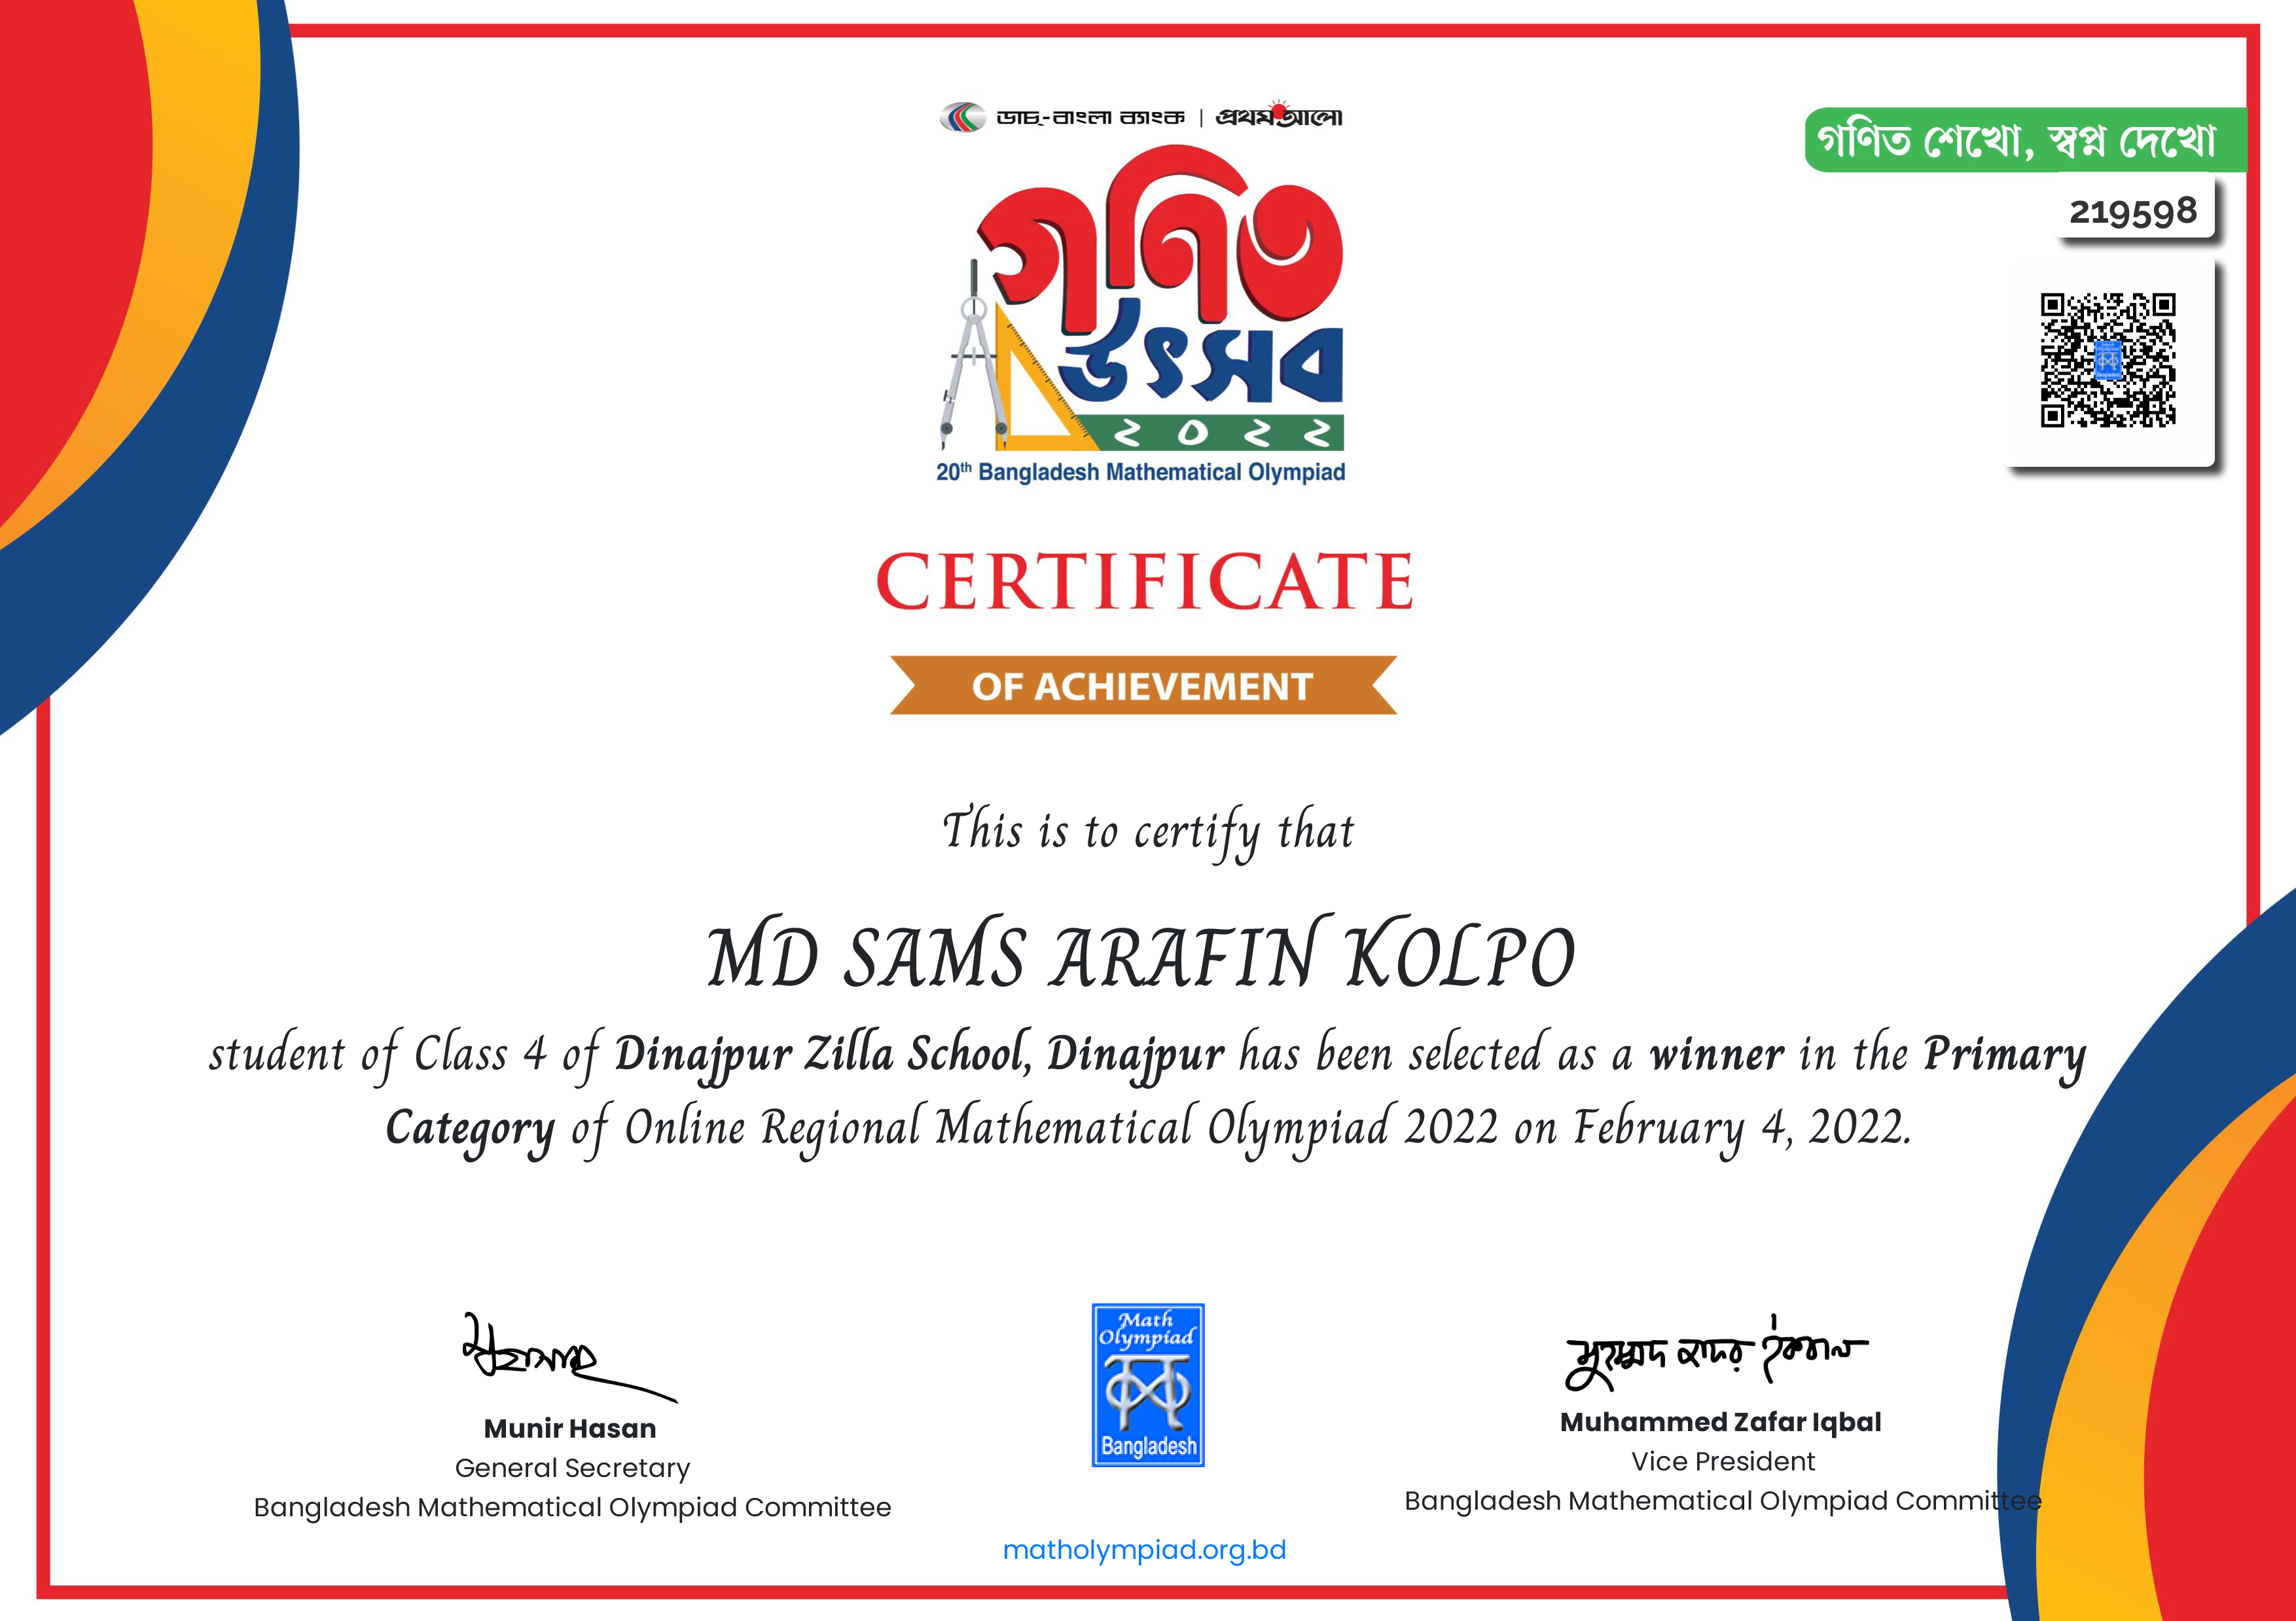 ডাচ্-বাংলা ব্যাংক | প্রথম আলো
গণিত
উৎসব
২০২২
20th Bangladesh Mathematical Olympiad
গণিত শেখো, স্বপ্ন দেখো
219598
CERTIFICATE
OF ACHIEVEMENT
This is to certify that
MD SAMS ARAFIN KOLPO
student of Class 4 of Dinajpur Zilla School, Dinajpur has been selected as a winner in the Primary
Category of Online Regional Mathematical Olympiad 2022 on February 4, 2022.
Munir Hasan
General Secretary
Bangladesh Mathematical Olympiad Committee
Math
Olympiad
Bangladesh
মুহম্মদ জাফর ইকবাল
Muhammed Zafar Iqbal
Vice President
Bangladesh Mathematical Olympiad Committee
matholympiad.org.bd